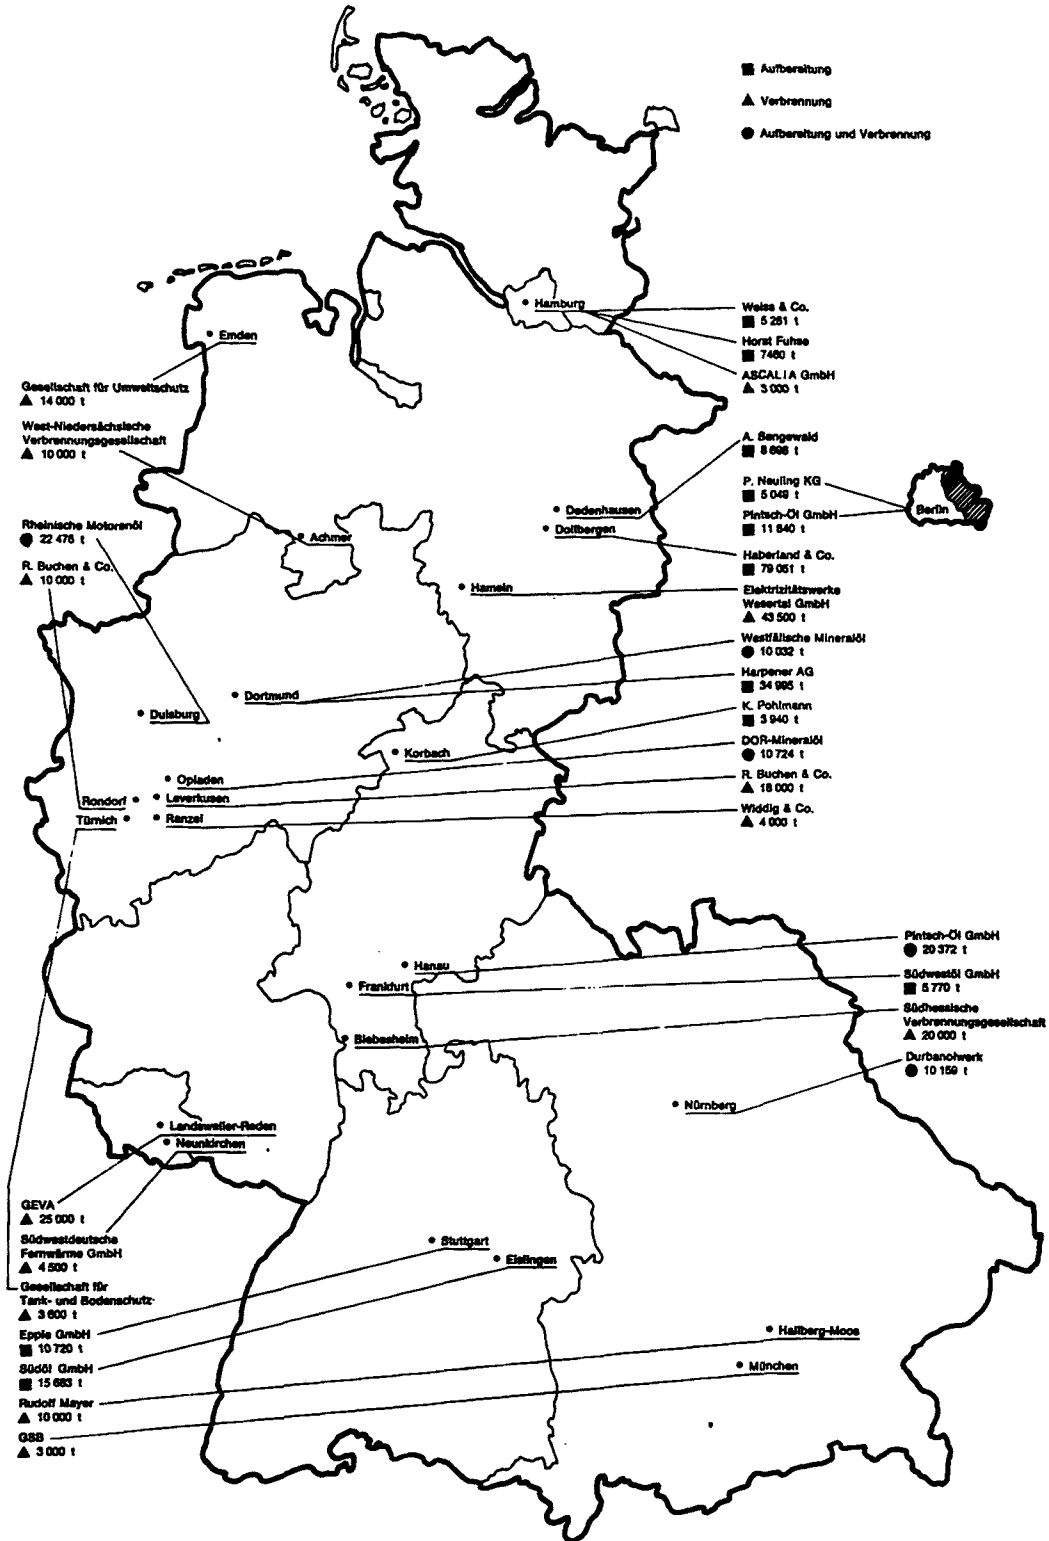 ■ Aufbereitung
▲ Verbrennung
● Aufbereitung und Verbrennung
Hamburg
Weiss & Co.
■ 5 281 t
Horst Fuhse
■ 7460 t
ASCALIA GmbH
▲ 3 000 t
Emden
Gesellschaft für Umweltschutz
▲ 14 000 t
West-Niedersächsische
Verbrennungsgesellschaft
▲ 10 000 t
A. Sengewald
■ 8 698 t
P. Neuling KG
■ 5 049 t
Pintsch-Öl GmbH
■ 11 840 t
Berlin
Dedenhausen
Dollbergen
Achmer
Rheinische Motorenöl
● 22 476 t
R. Buchen & Co.
▲ 10 000 t
Haberland & Co.
■ 79 051 t
Hameln
Elektrizitätswerke
Wesertal GmbH
▲ 43 500 t
Westfälische Mineralöl
● 10 032 t
Harpener AG
■ 34 995 t
K. Pohlmann
■ 3 940 t
DOR-Mineralöl
● 10 724 t
R. Buchen & Co.
▲ 18 000 t
Widdig & Co.
▲ 4 000 t
Dortmund
Duisburg
Korbach
Opladen
Rondorf
Leverkusen
Türnich
Ranzel
Pintsch-Öl GmbH
● 20 372 t
Südwestöl GmbH
■ 5 770 t
Südhessische
Verbrennungsgesellschaft
▲ 20 000 t
Durbanolwerk
● 10 159 t
Hanau
Frankfurt
Biebesheim
Nürnberg
Landsweiler-Reden
Neunkirchen
GEVA
▲ 25 000 t
Südwestdeutsche
Fernwärme GmbH
▲ 4 500 t
Gesellschaft für
Tank- und Bodenschutz
▲ 3 600 t
Epple GmbH
■ 10 720 t
Südöl GmbH
■ 15 683 t
Rudolf Mayer
▲ 10 000 t
GSB
▲ 3 000 t
Stuttgart
Eislingen
Hallberg-Moos
München